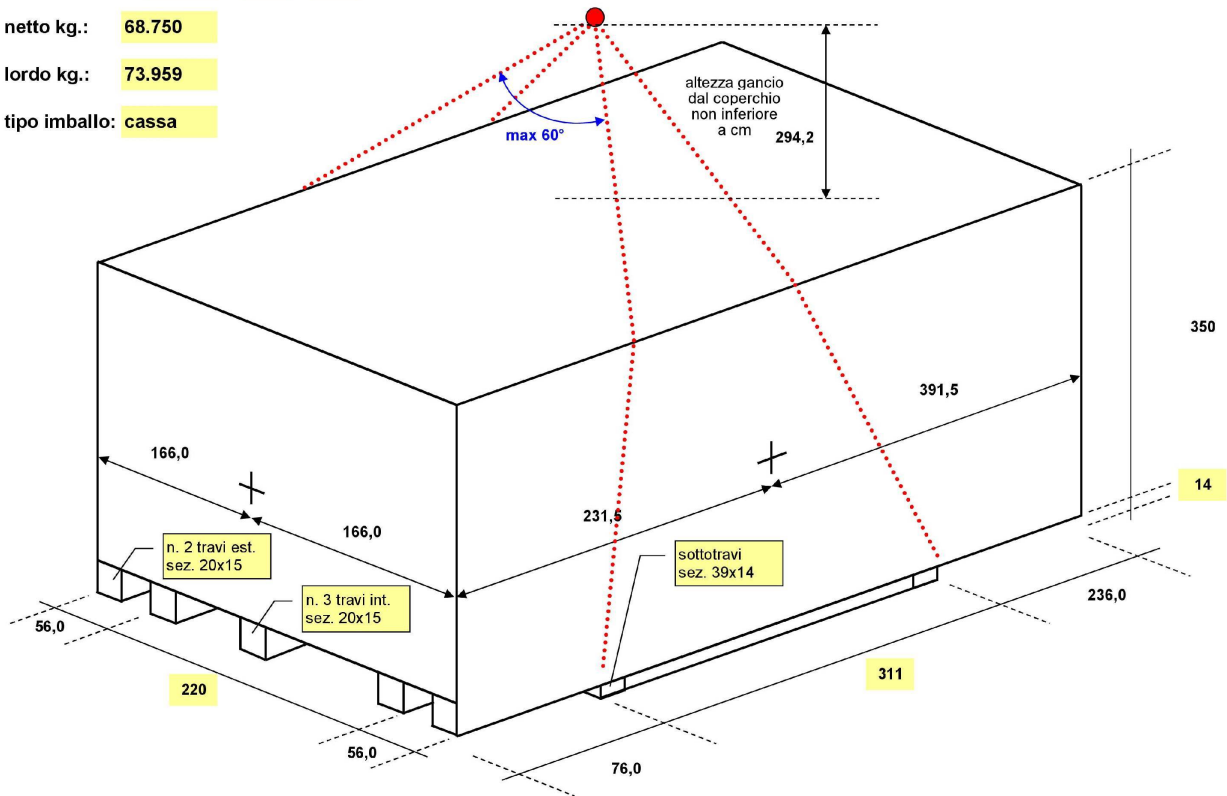 netto kg.: 68.750
lordo kg.: 73.959
tipo imballo: cassa
altezza gancio
dal coperchio
non inferiore
a cm
294,2
max 60°
350
391,5
166,0
14
231,5
166,0
n. 2 travi est.
sez. 20x15
sottotravi
sez. 39x14
n. 3 travi int.
sez. 20x15
236,0
56,0
311
220
56,0
76,0